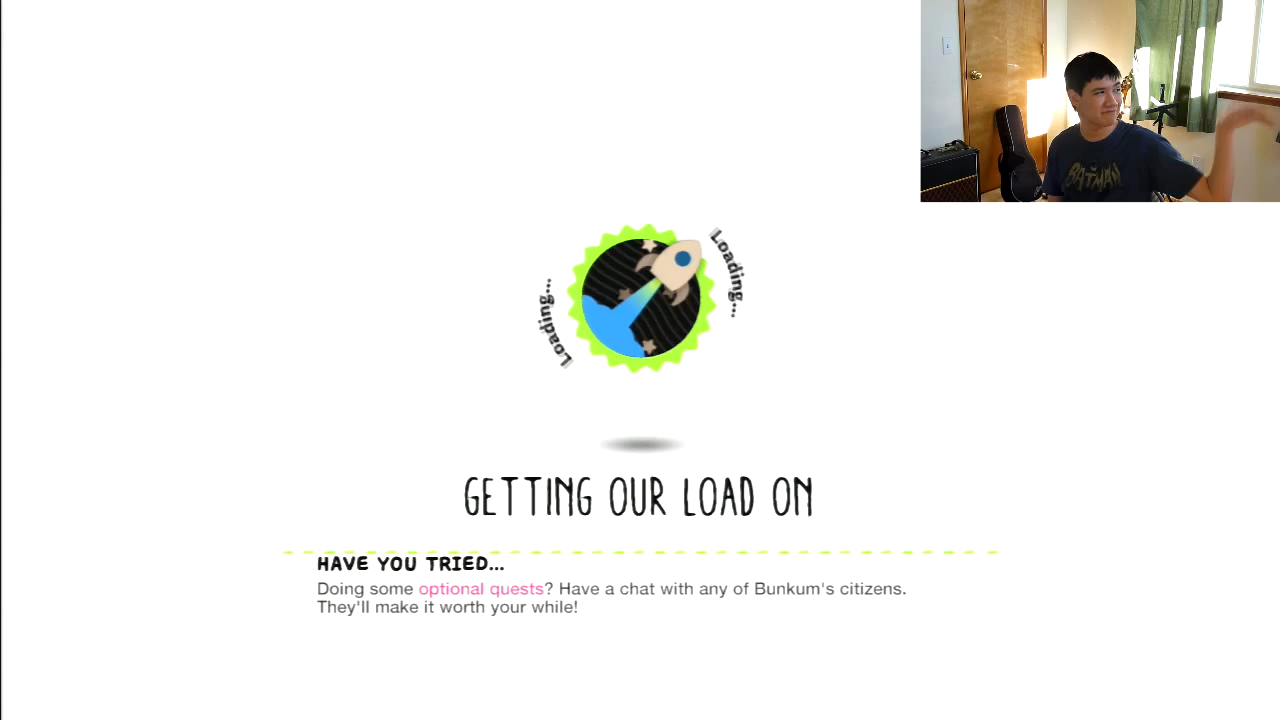 BATMAN
Loading...
Loading...
GETTING OUR LOAD ON
HAVE YOU TRIED...
Doing some optional quests? Have a chat with any of Bunkum's citizens.
They'll make it worth your while!